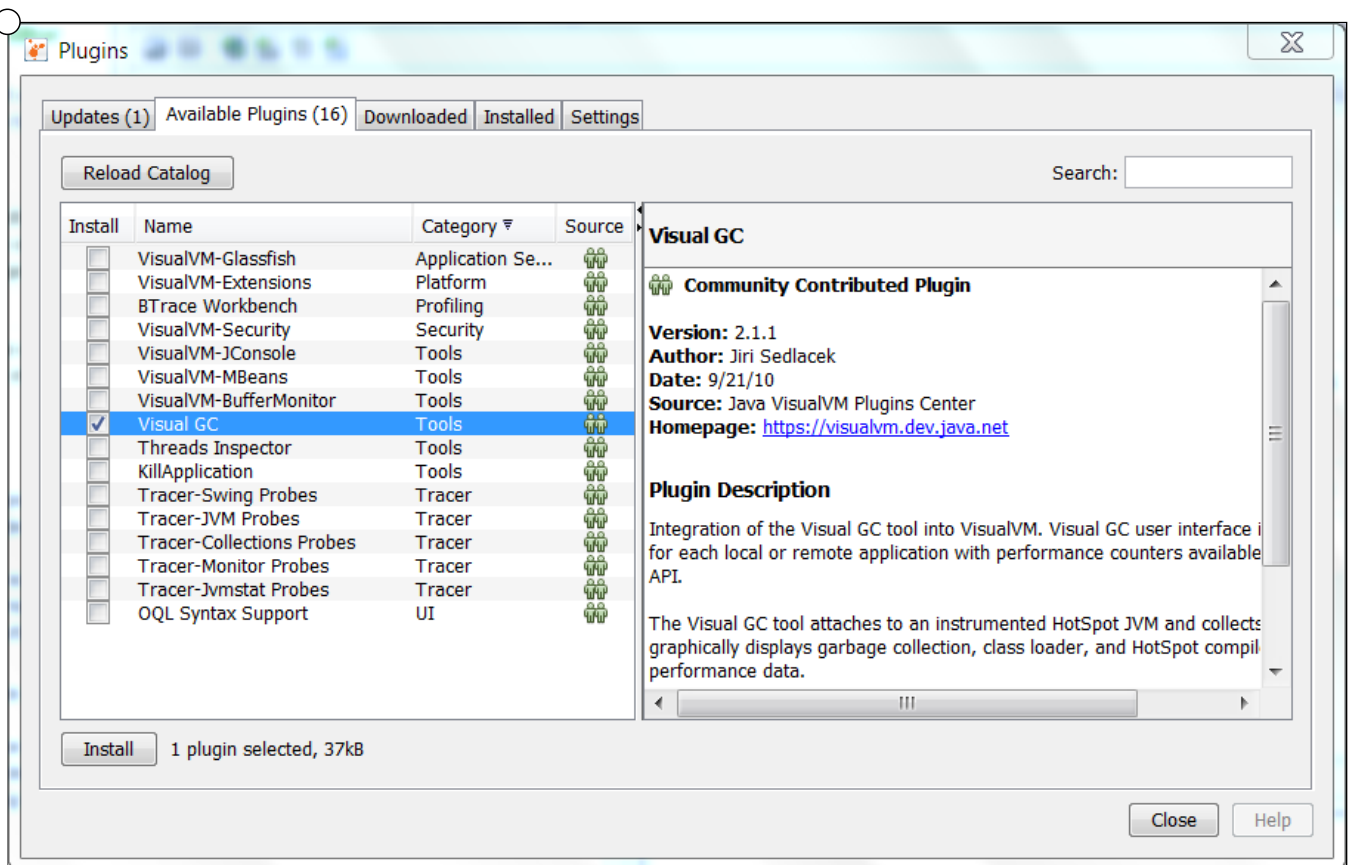 Plugins
Updates (1) Available Plugins (16) Downloaded Installed Settings
Reload Catalog Search:
Install Name Category Source
VisualVM-Glassfish Application Se...
VisualVM-Extensions Platform
BTrace Workbench Profiling
VisualVM-Security Security
VisualVM-JConsole Tools
VisualVM-MBeans Tools
VisualVM-BufferMonitor Tools
Visual GC Tools
Threads Inspector Tools
KillApplication Tools
Tracer-Swing Probes Tracer
Tracer-JVM Probes Tracer
Tracer-Collections Probes Tracer
Tracer-Monitor Probes Tracer
Tracer-Jvmstat Probes Tracer
OQL Syntax Support UI
Visual GC
Community Contributed Plugin
Version: 2.1.1
Author: Jiri Sedlacek
Date: 9/21/10
Source: Java VisualVM Plugins Center
Homepage: https://visualvm.dev.java.net
Plugin Description
Integration of the Visual GC tool into VisualVM. Visual GC user interface i
for each local or remote application with performance counters available
API.
The Visual GC tool attaches to an instrumented HotSpot JVM and collects
graphically displays garbage collection, class loader, and HotSpot compil
performance data.
Install 1 plugin selected, 37kB
Close Help